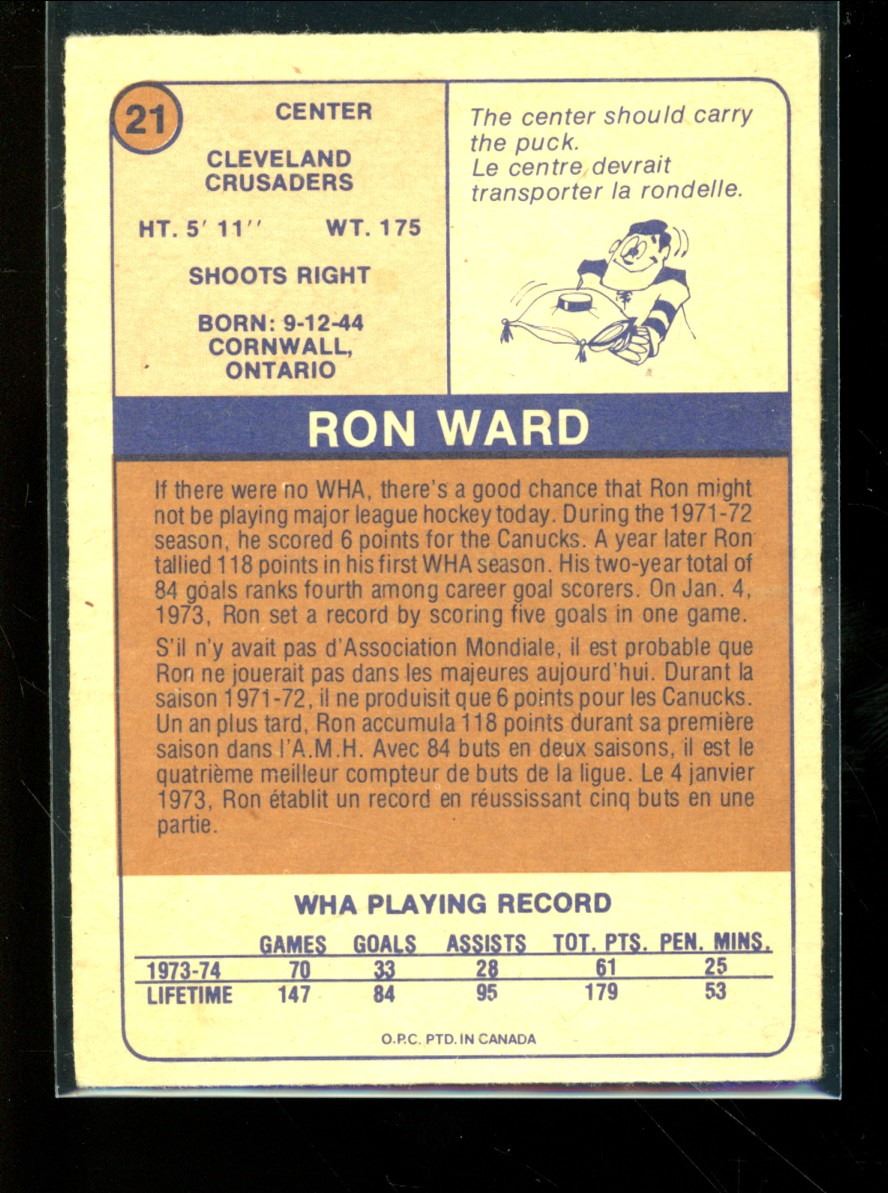 21
CENTER
CLEVELAND
CRUSADERS
HT. 5' 11'' WT. 175
SHOOTS RIGHT
BORN: 9-12-44
CORNWALL,
ONTARIO
The center should carry
the puck.
Le centre devrait
transporter la rondelle.
RON WARD
If there were no WHA, there's a good chance that Ron might
not be playing major league hockey today. During the 1971-72
season, he scored 6 points for the Canucks. A year later Ron
tallied 118 points in his first WHA season. His two-year total of
84 goals ranks fourth among career goal scorers. On Jan. 4,
1973, Ron set a record by scoring five goals in one game.
S'il n'y avait pas d'Association Mondiale, il est probable que
Ron ne jouerait pas dans les majeures aujourd'hui. Durant la
saison 1971-72, il ne produisit que 6 points pour les Canucks.
Un an plus tard, Ron accumula 118 points durant sa première
saison dans l'A.M.H. Avec 84 buts en deux saisons, il est le
quatrième meilleur compteur de buts de la ligue. Le 4 janvier
1973, Ron établit un record en réussissant cinq buts en une
partie.
WHA PLAYING RECORD
GAMES GOALS ASSISTS TOT. PTS. PEN. MINS.
1973-74 70 33 28 61 25
LIFETIME 147 84 95 179 53
O.P.C. PTD. IN CANADA